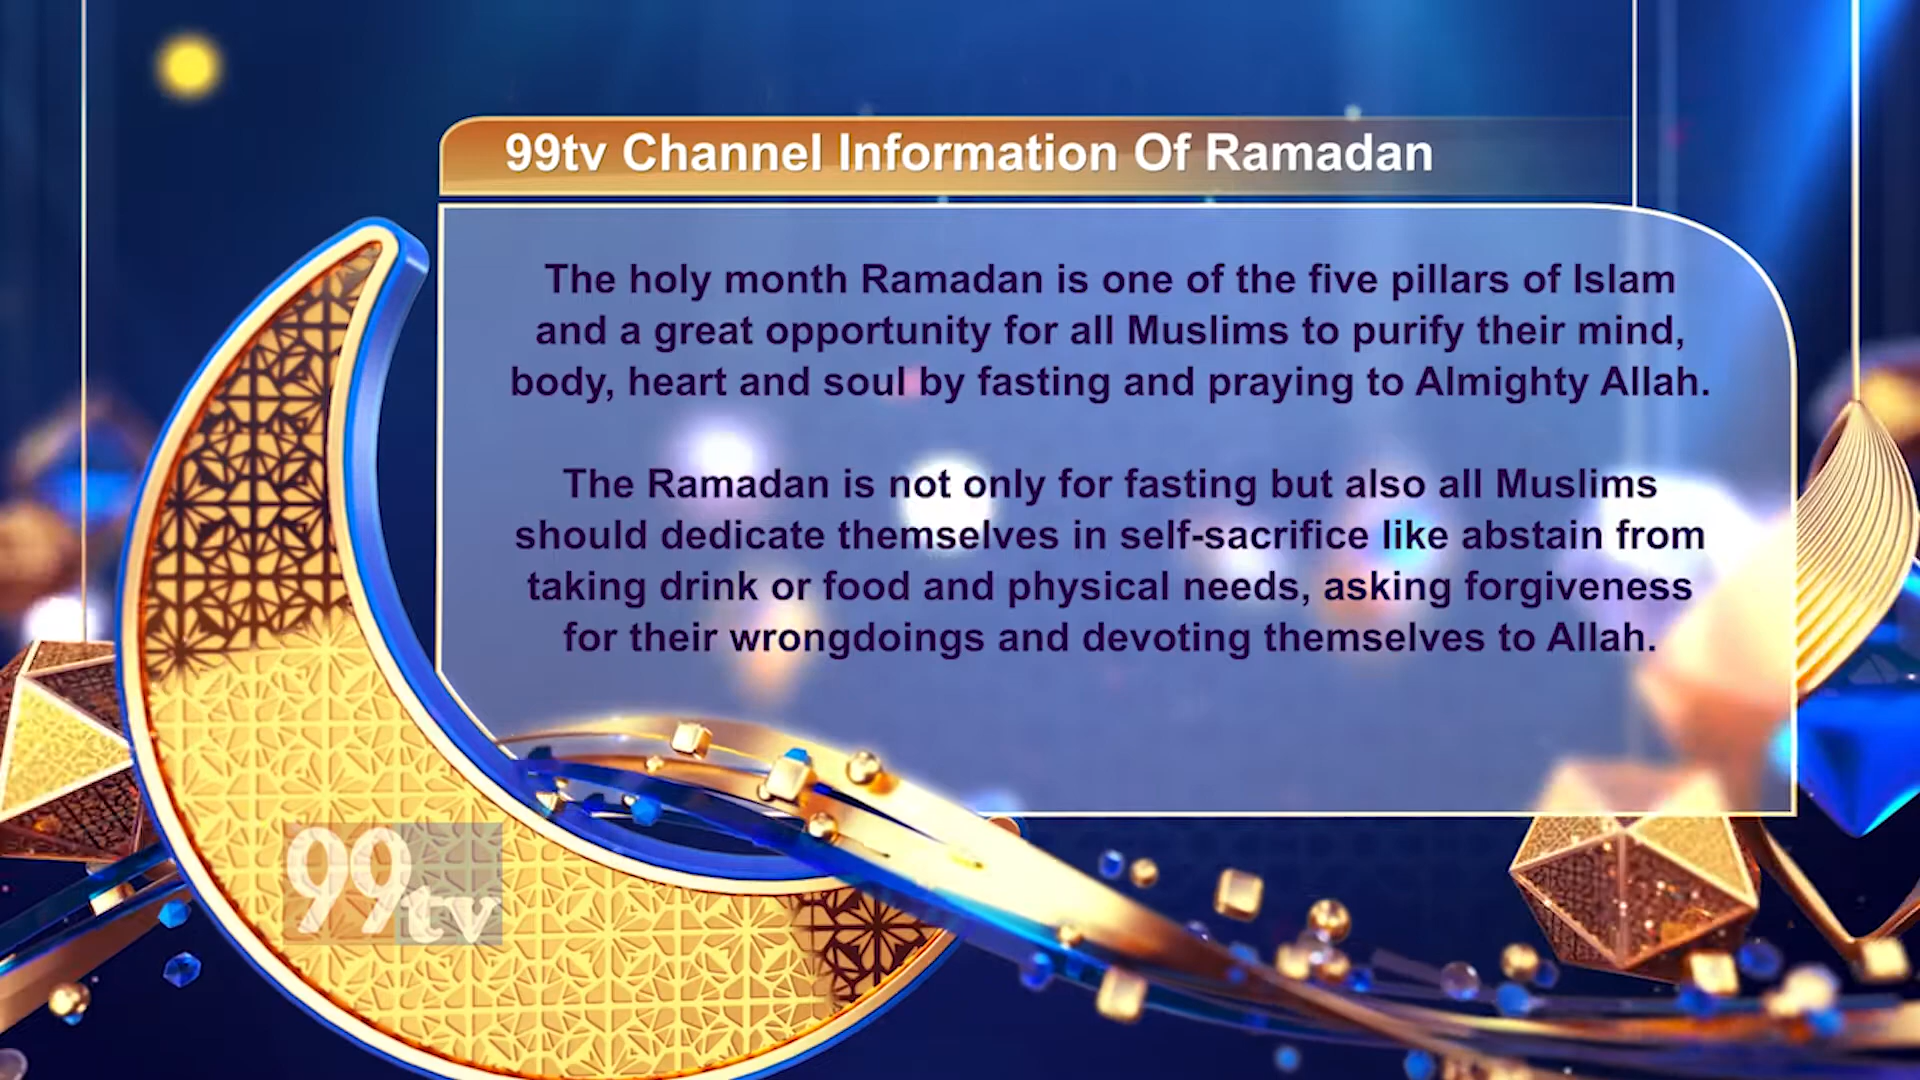 99tv Channel Information Of Ramadan
The holy month Ramadan is one of the five pillars of Islam
and a great opportunity for all Muslims to purify their mind,
body, heart and soul by fasting and praying to Almighty Allah.
The Ramadan is not only for fasting but also all Muslims
should dedicate themselves in self-sacrifice like abstain from
taking drink or food and physical needs, asking forgiveness
for their wrongdoings and devoting themselves to Allah.
99tv